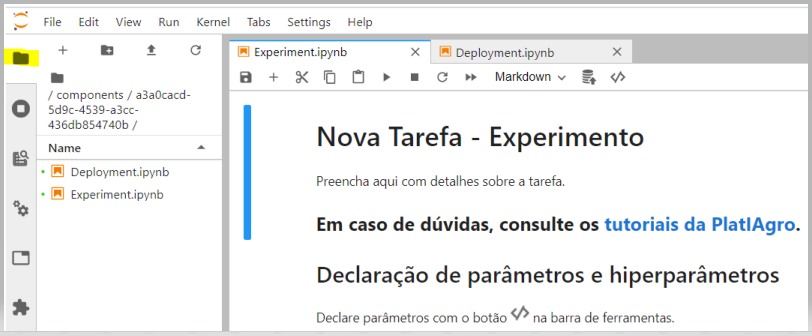 File Edit View Run Kernel Tabs Settings Help
/ components / a3a0cacd-
5d9c-4539-a3cc-
436db854740b /
Name
Deployment.ipynb
Experiment.ipynb
Experiment.ipynb Deployment.ipynb
Markdown
Nova Tarefa - Experimento
Preencha aqui com detalhes sobre a tarefa.
Em caso de dúvidas, consulte os tutoriais da PlatIAgro.
Declaração de parâmetros e hiperparâmetros
Declare parâmetros com o botão </> na barra de ferramentas.